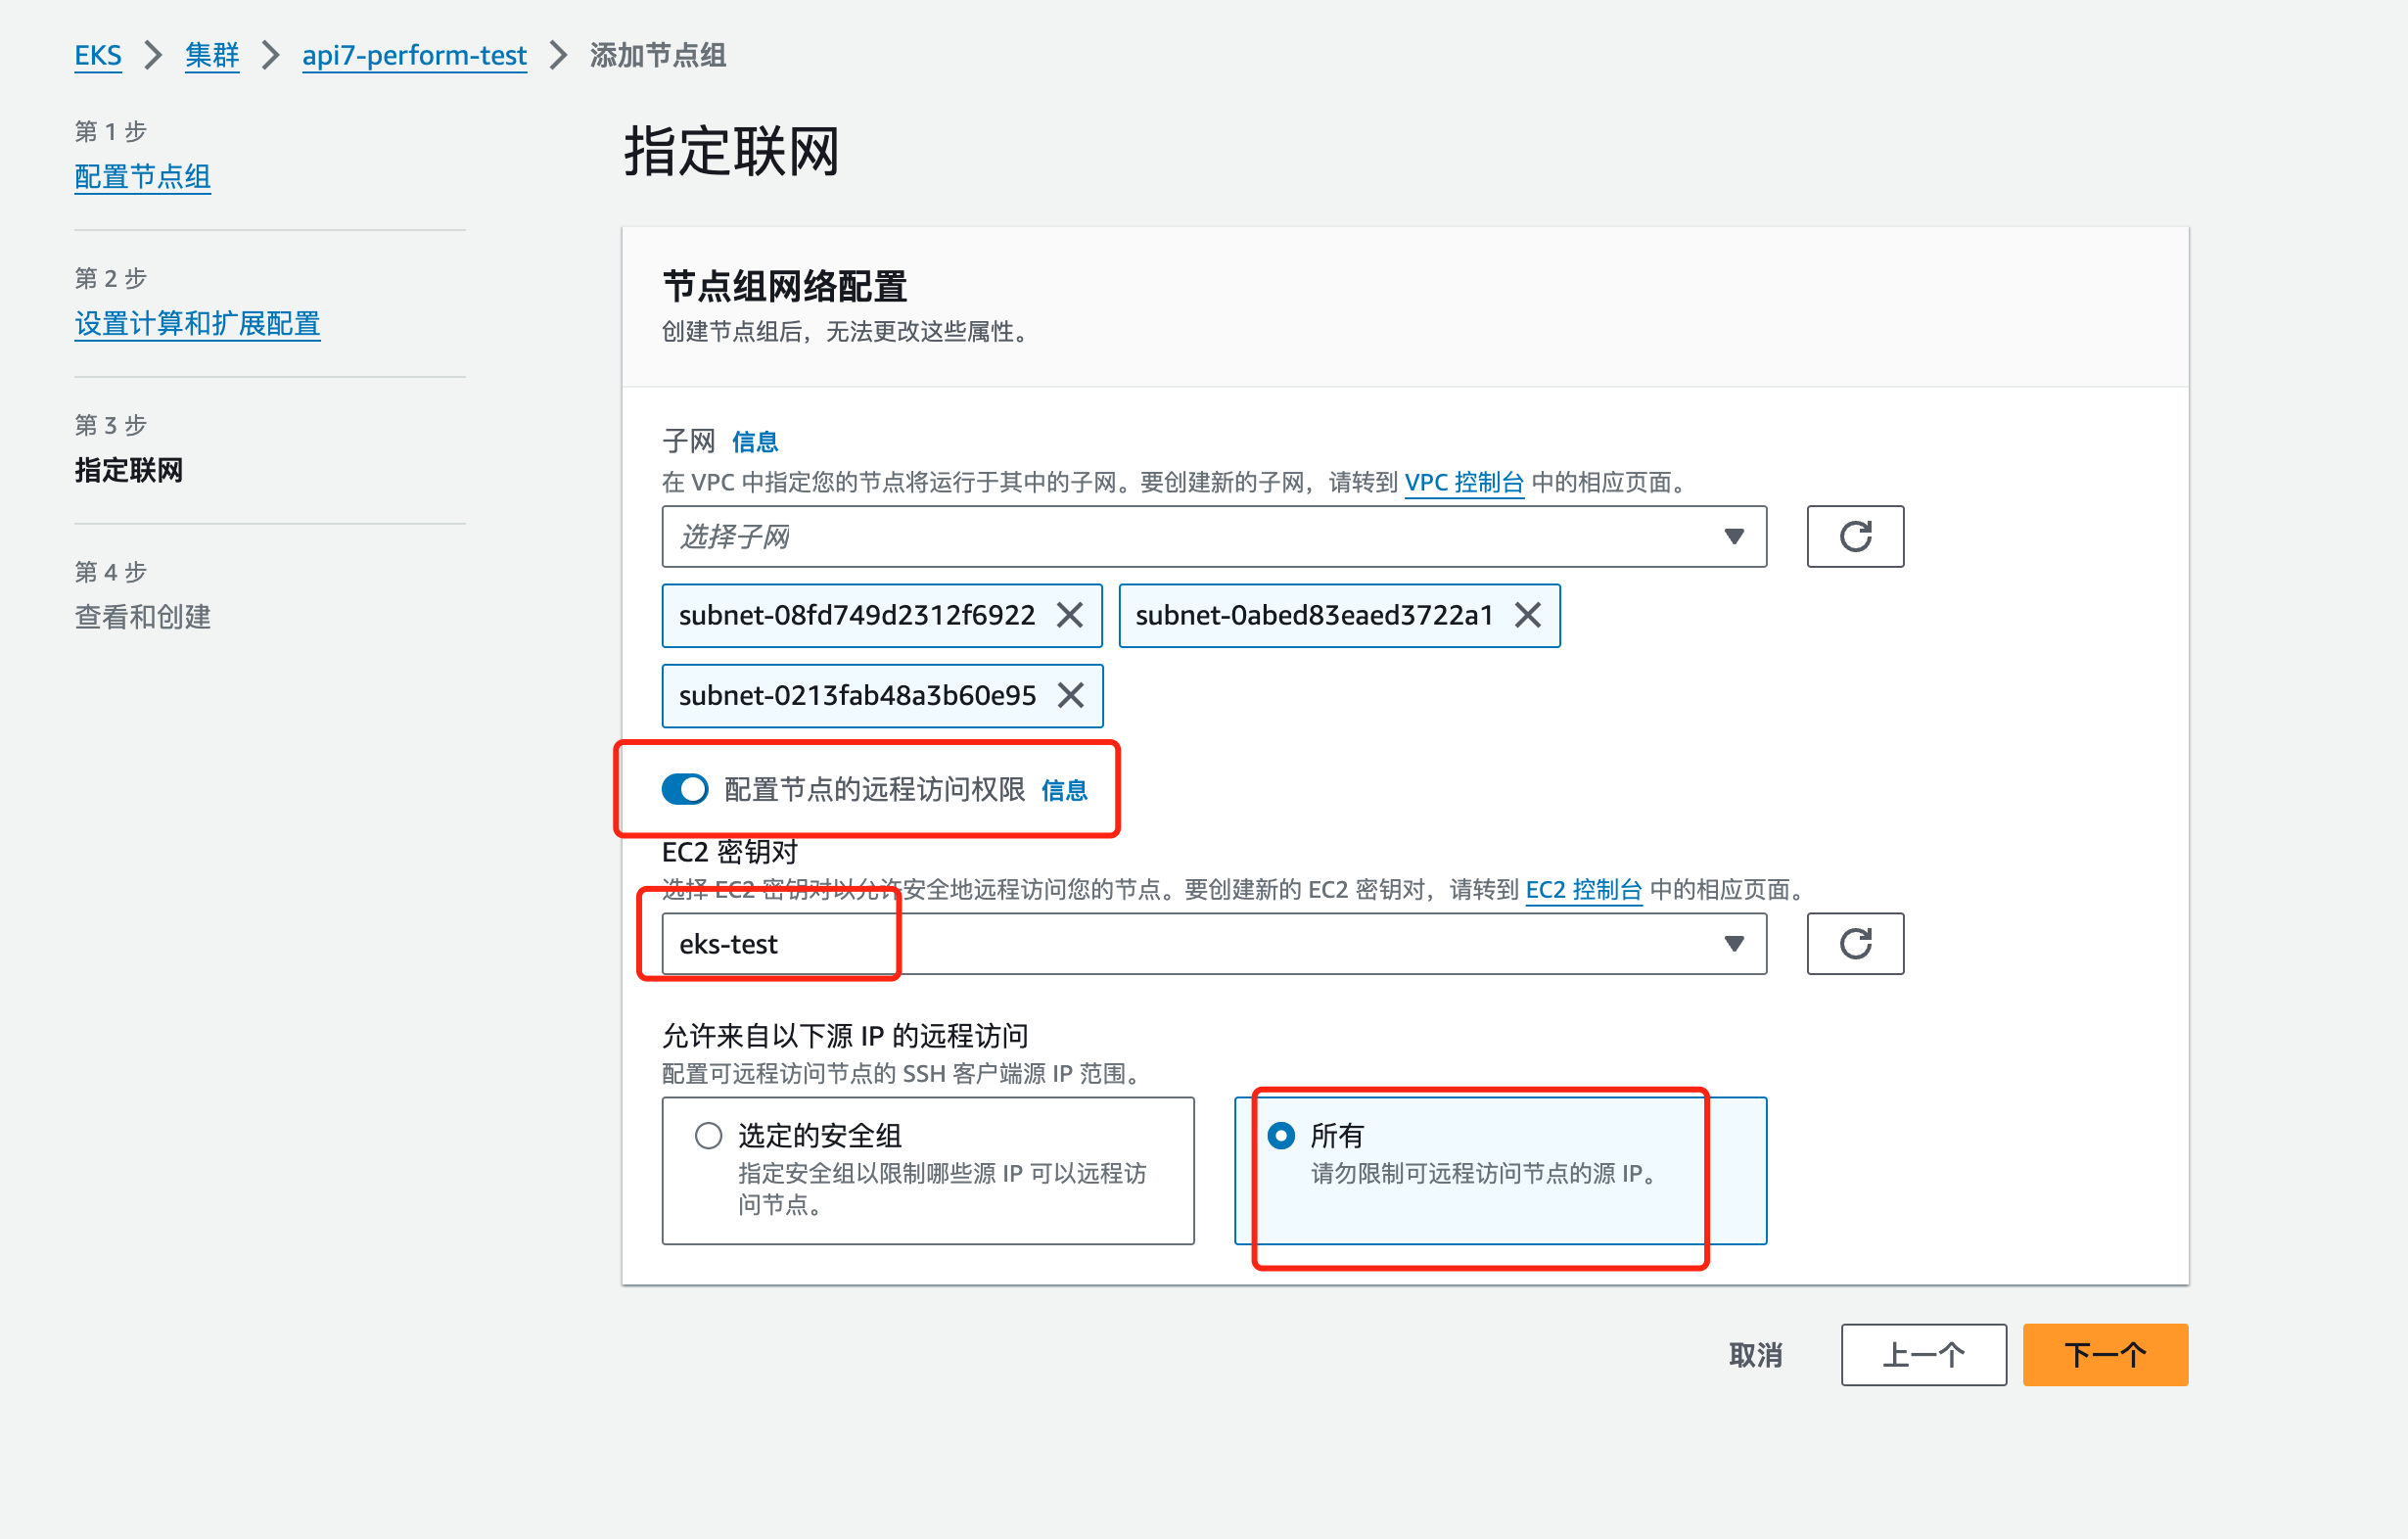 EKS 集群 api7-perform-test 添加节点组
第 1 步
配置节点组
第 2 步
设置计算和扩展配置
第 3 步
指定联网
第 4 步
查看和创建
指定联网
节点组网络配置
创建节点组后，无法更改这些属性。
子网 信息
在 VPC 中指定您的节点将运行于其中的子网。要创建新的子网，请转到 VPC 控制台 中的相应页面。
选择子网
subnet-08fd749d2312f6922 subnet-0abed83eaed3722a1
subnet-0213fab48a3b60e95
配置节点的远程访问权限 信息
EC2 密钥对
选择 EC2 密钥对以允许安全地远程访问您的节点。要创建新的 EC2 密钥对，请转到 EC2 控制台 中的相应页面。
eks-test
允许来自以下源 IP 的远程访问
配置可远程访问节点的 SSH 客户端源 IP 范围。
选定的安全组
指定安全组以限制哪些源 IP 可以远程访
问节点。
所有
请勿限制可远程访问节点的源 IP。
取消 上一个 下一个